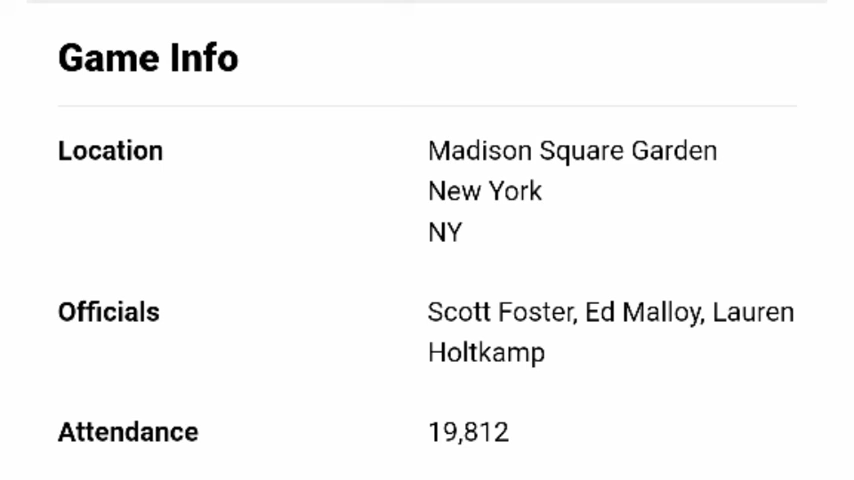 Game Info
Location
Madison Square Garden
New York
NY
Officials
Scott Foster, Ed Malloy, Lauren
Holtkamp
Attendance
19,812